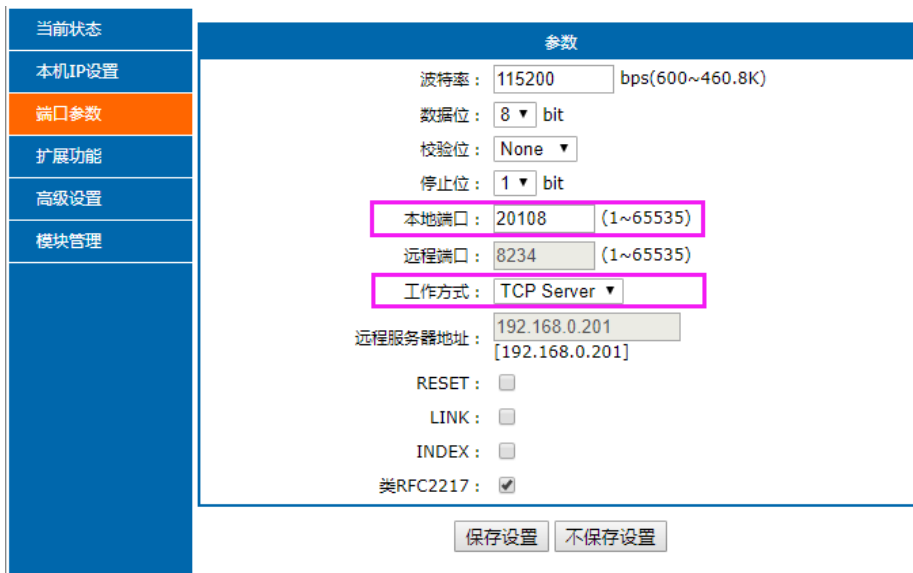 当前状态
本机IP设置
端口参数
扩展功能
高级设置
模块管理
参数
波特率： 115200 bps(600~460.8K)
数据位： 8 bit
校验位： None
停止位： 1 bit
本地端口： 20108 (1~65535)
远程端口： 8234 (1~65535)
工作方式： TCP Server
远程服务器地址： 192.168.0.201
[192.168.0.201]
RESET：
LINK：
INDEX：
类RFC2217：
保存设置 不保存设置